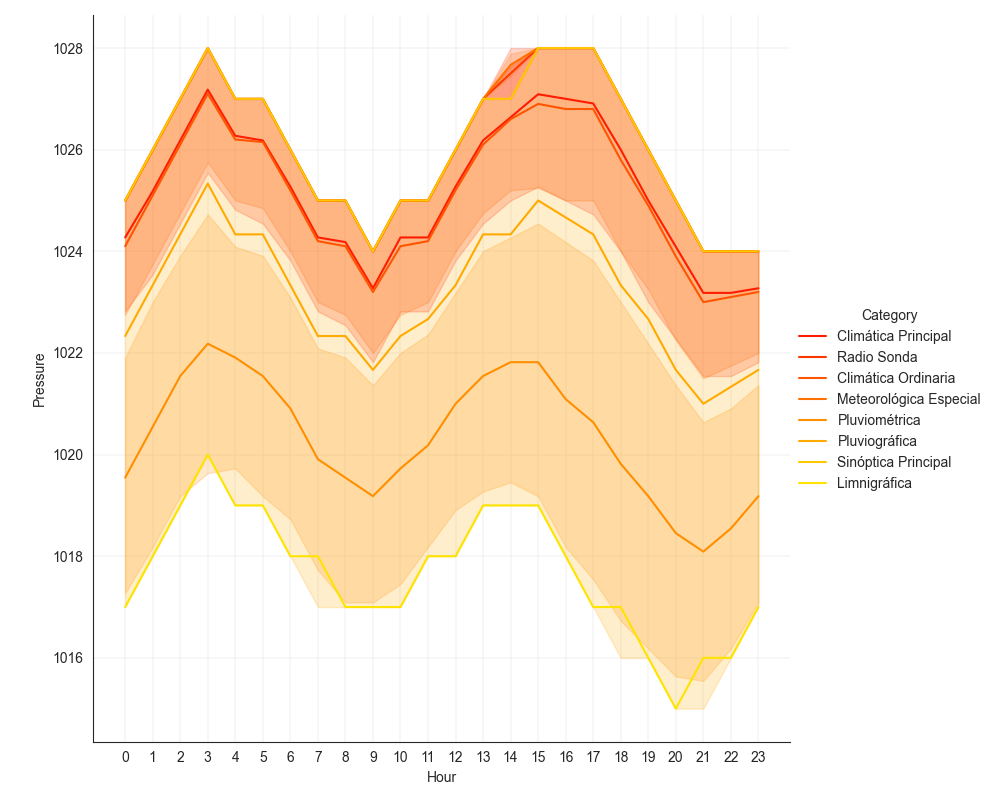 1028
1026
1024
1022
1020
1018
1016
Pressure
0 1 2 3 4 5 6 7 8 9 10 11 12 13 14 15 16 17 18 19 20 21 22 23
Hour
Category
Climática Principal
Radio Sonda
Climática Ordinaria
Meteorológica Especial
Pluviométrica
Pluviográfica
Sinóptica Principal
Limnigráfica